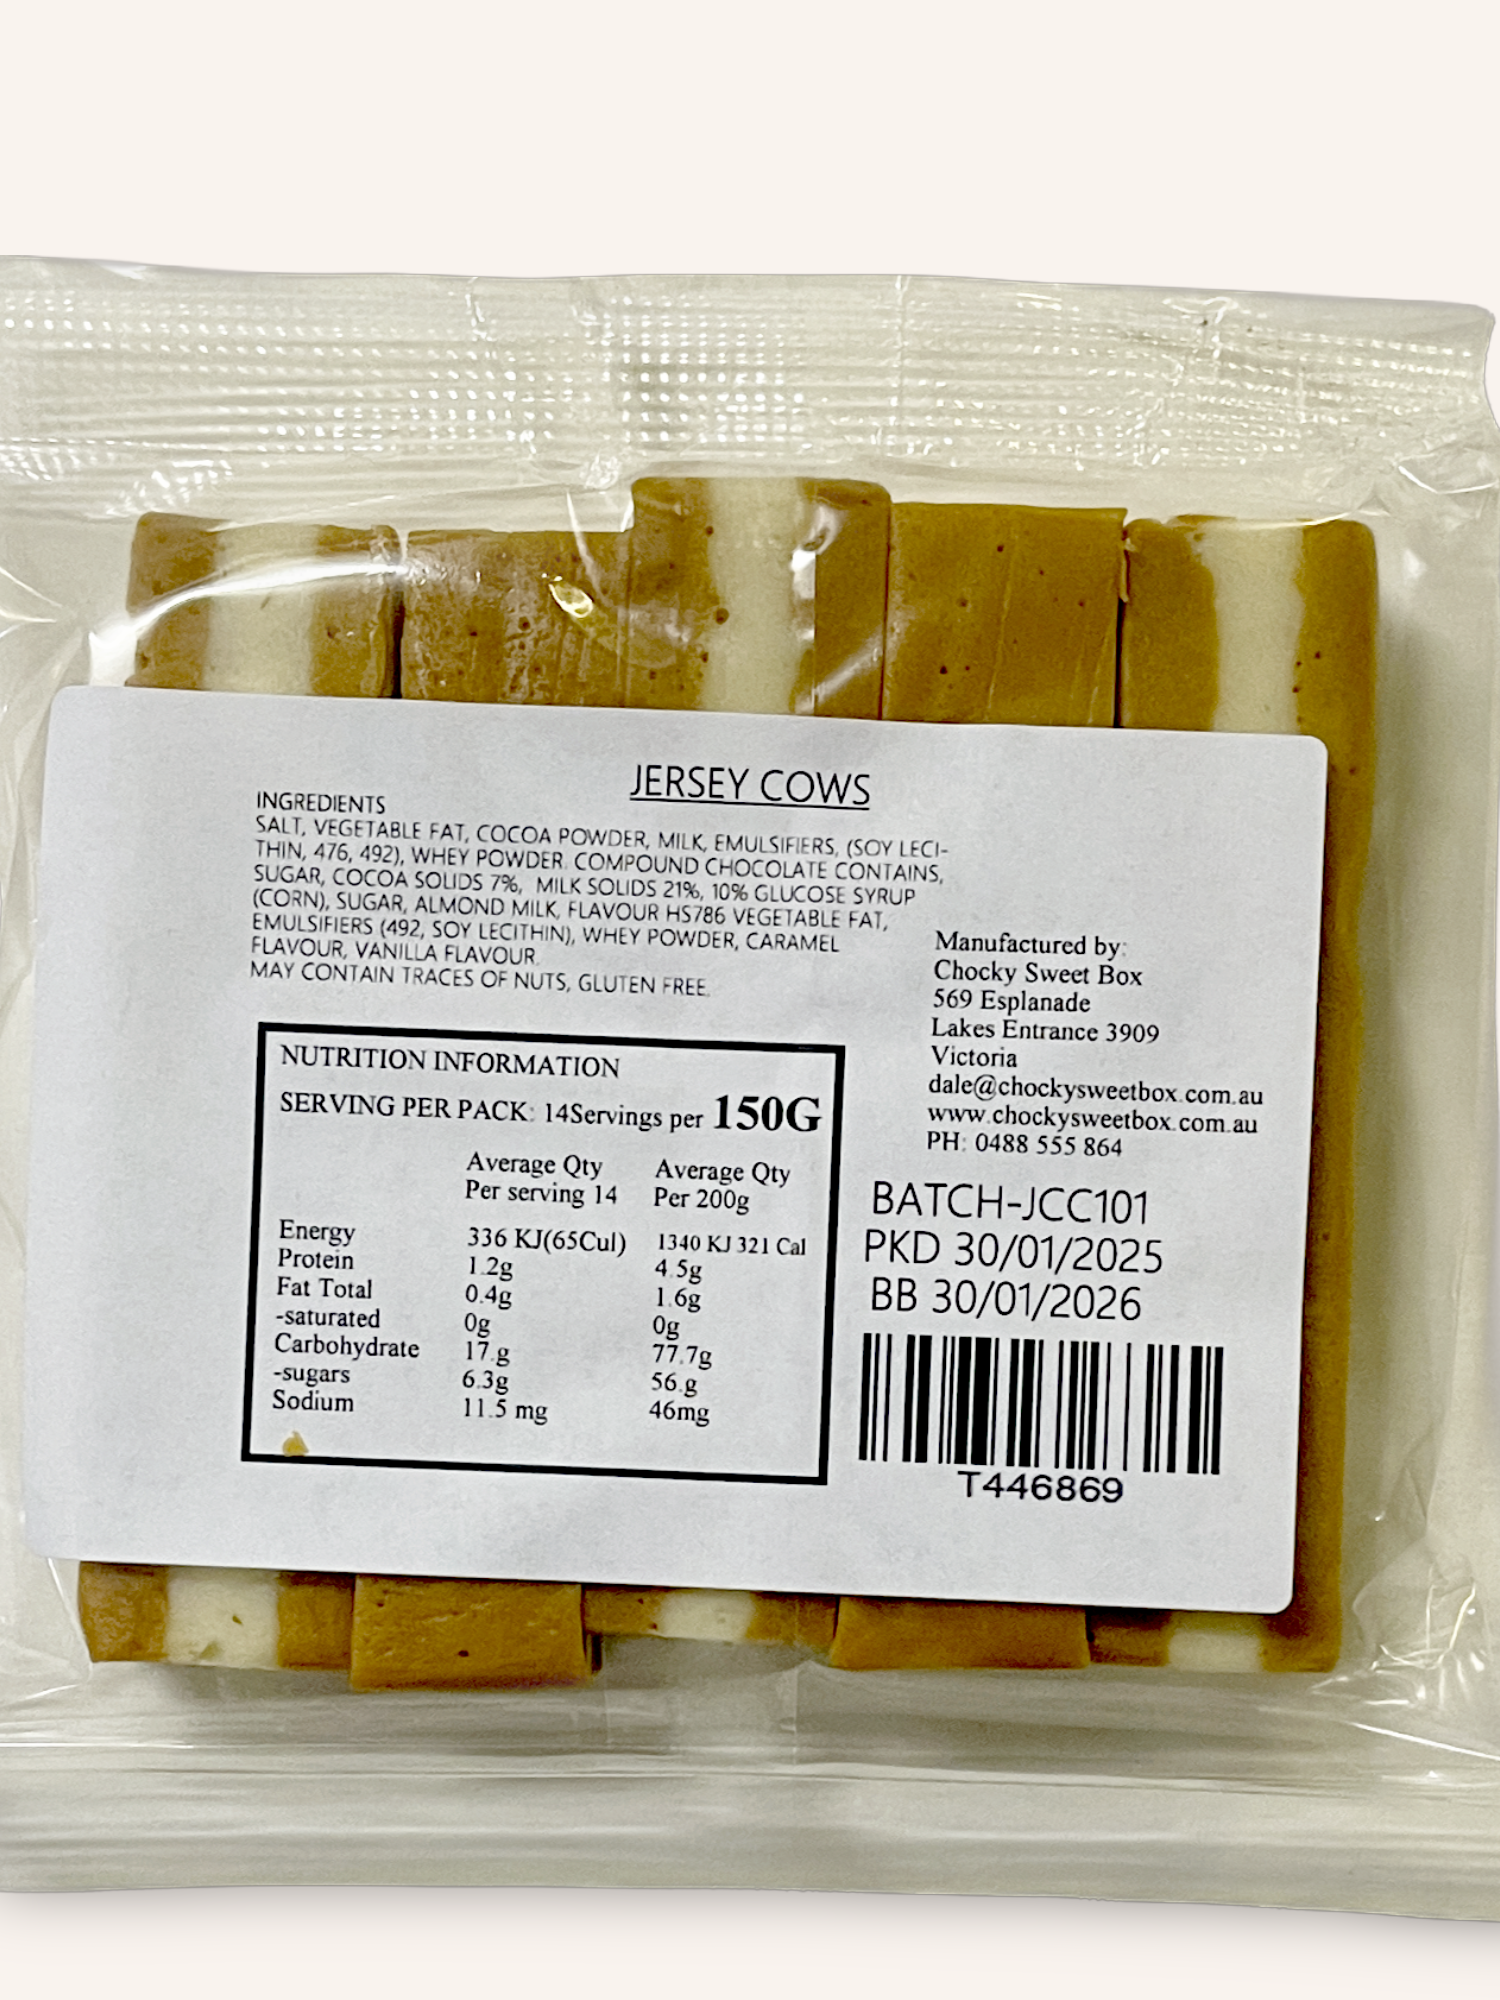 JERSEY COWS
INGREDIENTS
SALT, VEGETABLE FAT, COCOA POWDER, MILK, EMULSIFIERS, (SOY LECI-
THIN, 476, 492), WHEY POWDER. COMPOUND CHOCOLATE CONTAINS,
SUGAR, COCOA SOLIDS 7%, MILK SOLIDS 21%, 10% GLUCOSE SYRUP
(CORN), SUGAR, ALMOND MILK, FLAVOUR HS786 VEGETABLE FAT,
EMULSIFIERS (492, SOY LECITHIN), WHEY POWDER, CARAMEL
FLAVOUR, VANILLA FLAVOUR.
MAY CONTAIN TRACES OF NUTS, GLUTEN FREE.
NUTRITION INFORMATION
SERVING PER PACK: 14Servings per 150G
Average Qty Average Qty
Per serving 14 Per 200g
Energy 336 KJ(65Cul) 1340 KJ 321 Cal
Protein 1.2g 4.5g
Fat Total 0.4g 1.6g
-saturated 0g 0g
Carbohydrate 17.g 77.7g
-sugars 6.3g 56.g
Sodium 11.5 mg 46mg
Manufactured by:
Chocky Sweet Box
569 Esplanade
Lakes Entrance 3909
Victoria
dale@chockysweetbox.com.au
www.chockysweetbox.com.au
PH: 0488 555 864
BATCH-JCC101
PKD 30/01/2025
BB 30/01/2026
T446869